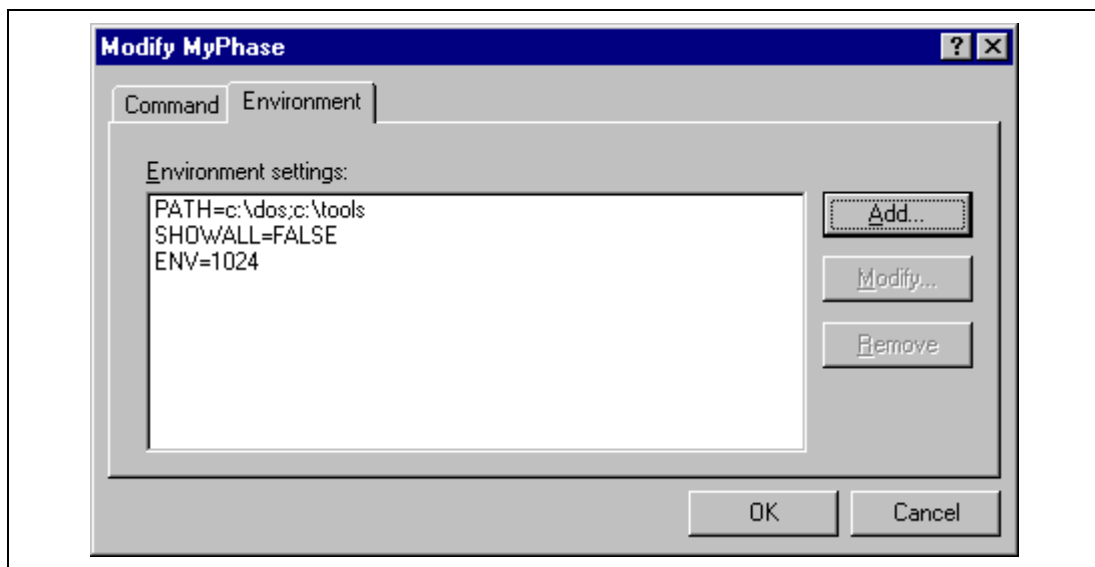 Modify MyPhase
Command
Environment
Environment settings:
PATH=c:\dos;c:\tools
SHOWALL=FALSE
ENV=1024
Add...
Modify...
Remove
OK
Cancel